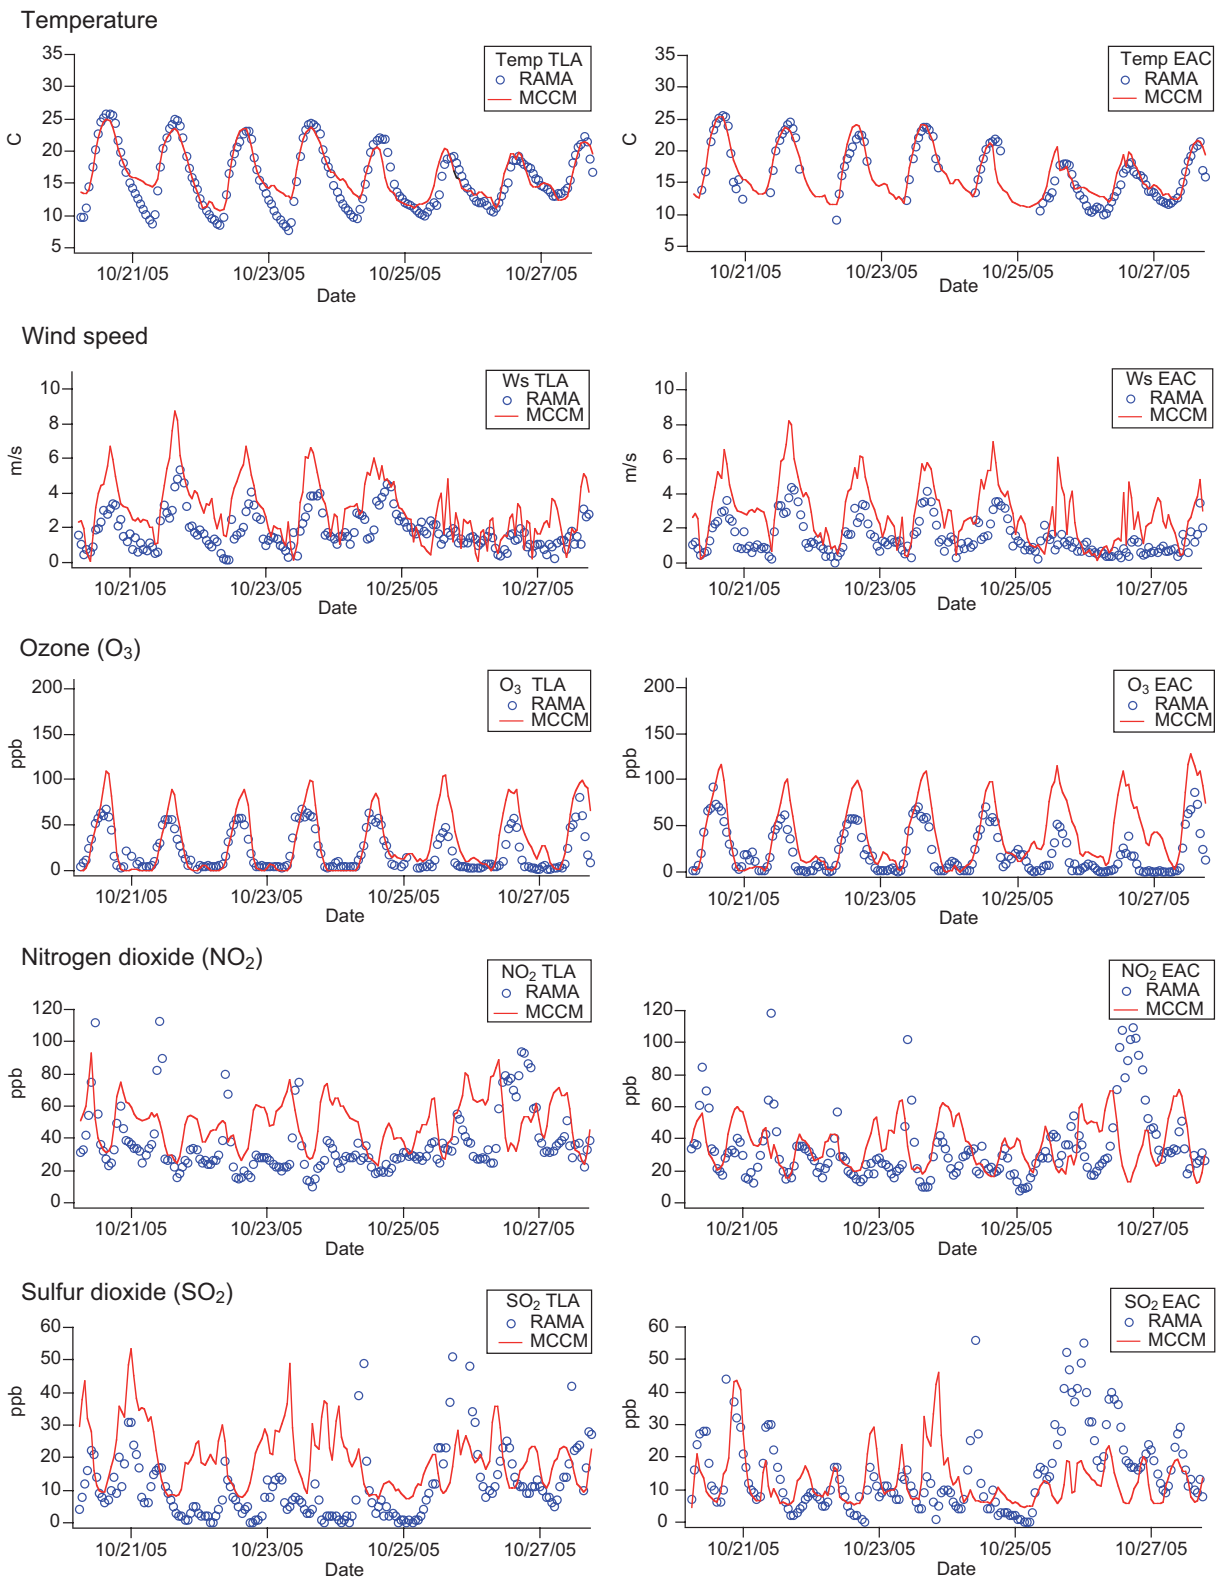 Temperature
35
30
25
20
15
10
5
C
Temp TLA
RAMA
MCCM
10/21/05 10/23/05 10/25/05 10/27/05
Date
35
30
25
20
15
10
5
Temp EAC
RAMA
MCCM
10/21/05 10/23/05 10/25/05 10/27/05
Date
Wind speed
10
8
6
4
2
0
m/s
Ws TLA
RAMA
MCCM
10/21/05 10/23/05 10/25/05 10/27/05
Date
10
8
6
4
2
0
m/s
Ws EAC
RAMA
MCCM
10/21/05 10/23/05 10/25/05 10/27/05
Date
Ozone (O₃)
200
150
100
50
0
ppb
O₃ TLA
RAMA
MCCM
10/21/05 10/23/05 10/25/05 10/27/05
Date
200
150
100
50
0
ppb
O₃ EAC
RAMA
MCCM
10/21/05 10/23/05 10/25/05 10/27/05
Date
Nitrogen dioxide (NO₂)
120
100
80
60
40
20
0
ppb
NO₂ TLA
RAMA
MCCM
10/21/05 10/23/05 10/25/05 10/27/05
Date
120
100
80
60
40
20
0
ppb
NO₂ EAC
RAMA
MCCM
10/21/05 10/23/05 10/25/05 10/27/05
Date
Sulfur dioxide (SO₂)
60
50
40
30
20
10
0
ppb
SO₂ TLA
RAMA
MCCM
10/21/05 10/23/05 10/25/05 10/27/05
Date
60
50
40
30
20
10
0
ppb
SO₂ EAC
RAMA
MCCM
10/21/05 10/23/05 10/25/05 10/27/05
Date